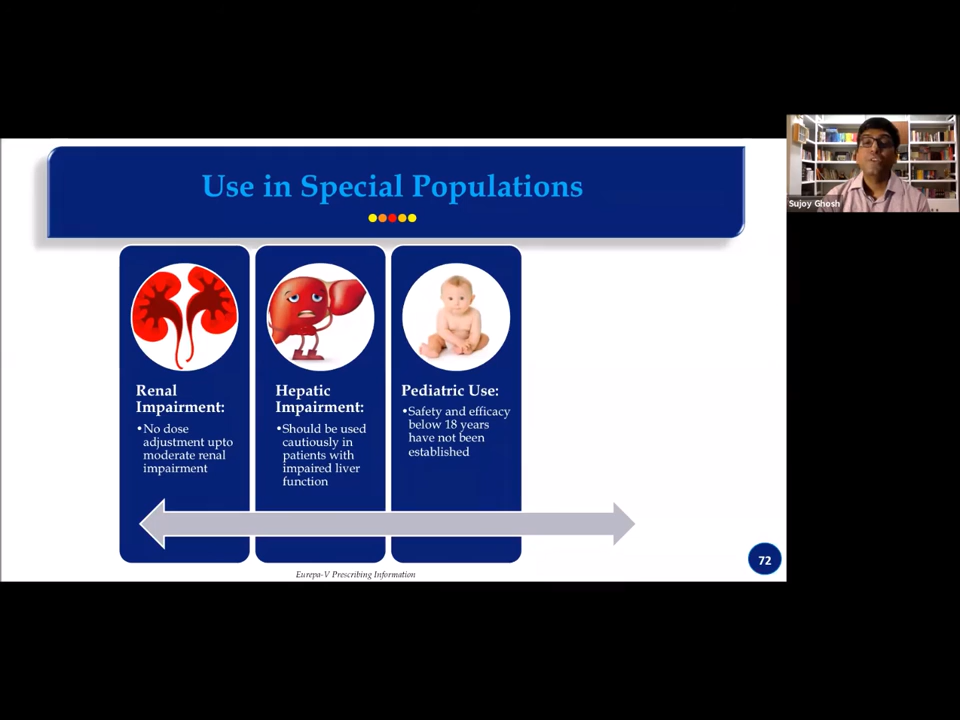 Use in Special Populations
Sujoy Ghosh
Renal
Impairment:
•No dose
adjustment upto
moderate renal
impairment
Hepatic
Impairment:
•Should be used
cautiously in
patients with
impaired liver
function
Pediatric Use:
•Safety and efficacy
below 18 years
have not been
established
72
Eurepa-V Prescribing Information